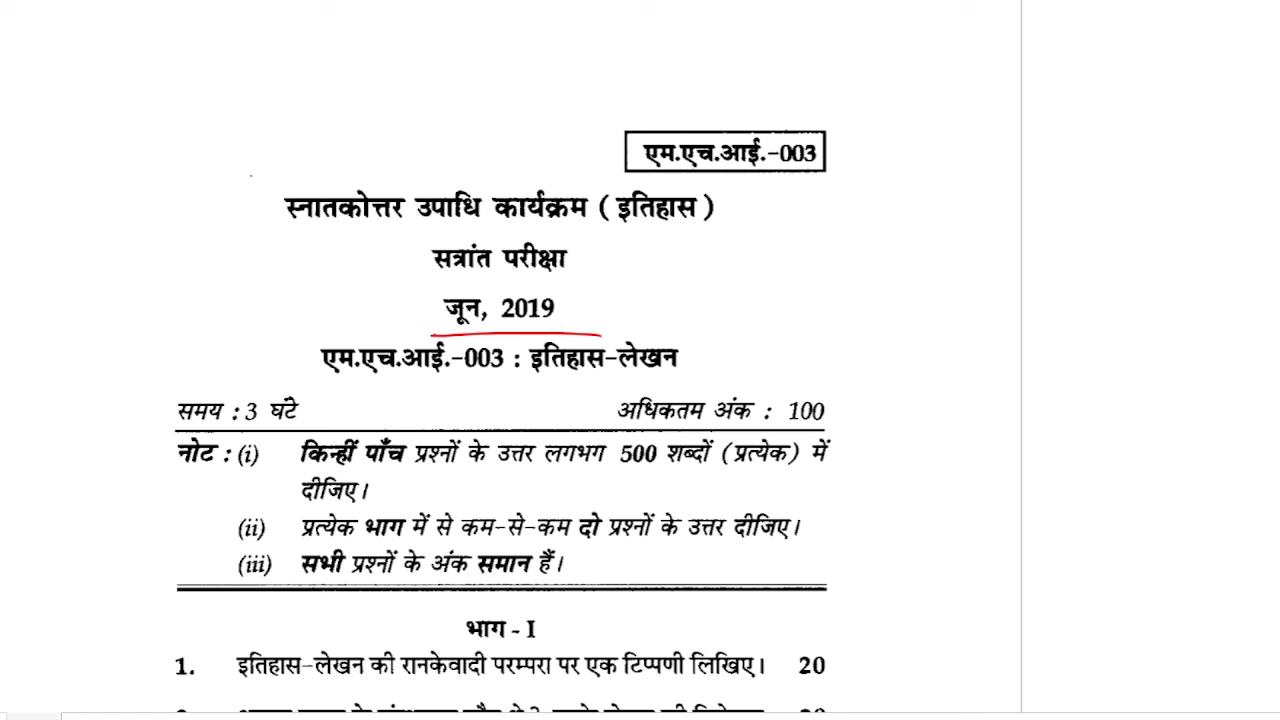 एम.एच.आई.-003
स्नातकोत्तर उपाधि कार्यक्रम ( इतिहास )
सत्रांत परीक्षा
जून, 2019
एम.एच.आई.-003 : इतिहास-लेखन
समय : 3 घंटे अधिकतम अंक : 100
नोट : (i) किन्हीं पाँच प्रश्नों के उत्तर लगभग 500 शब्दों (प्रत्येक) में
दीजिए।
(ii) प्रत्येक भाग में से कम-से-कम दो प्रश्नों के उत्तर दीजिए।
(iii) सभी प्रश्नों के अंक समान हैं।
भाग - I
1. इतिहास-लेखन की रानकेवादी परम्परा पर एक टिप्पणी लिखिए। 20